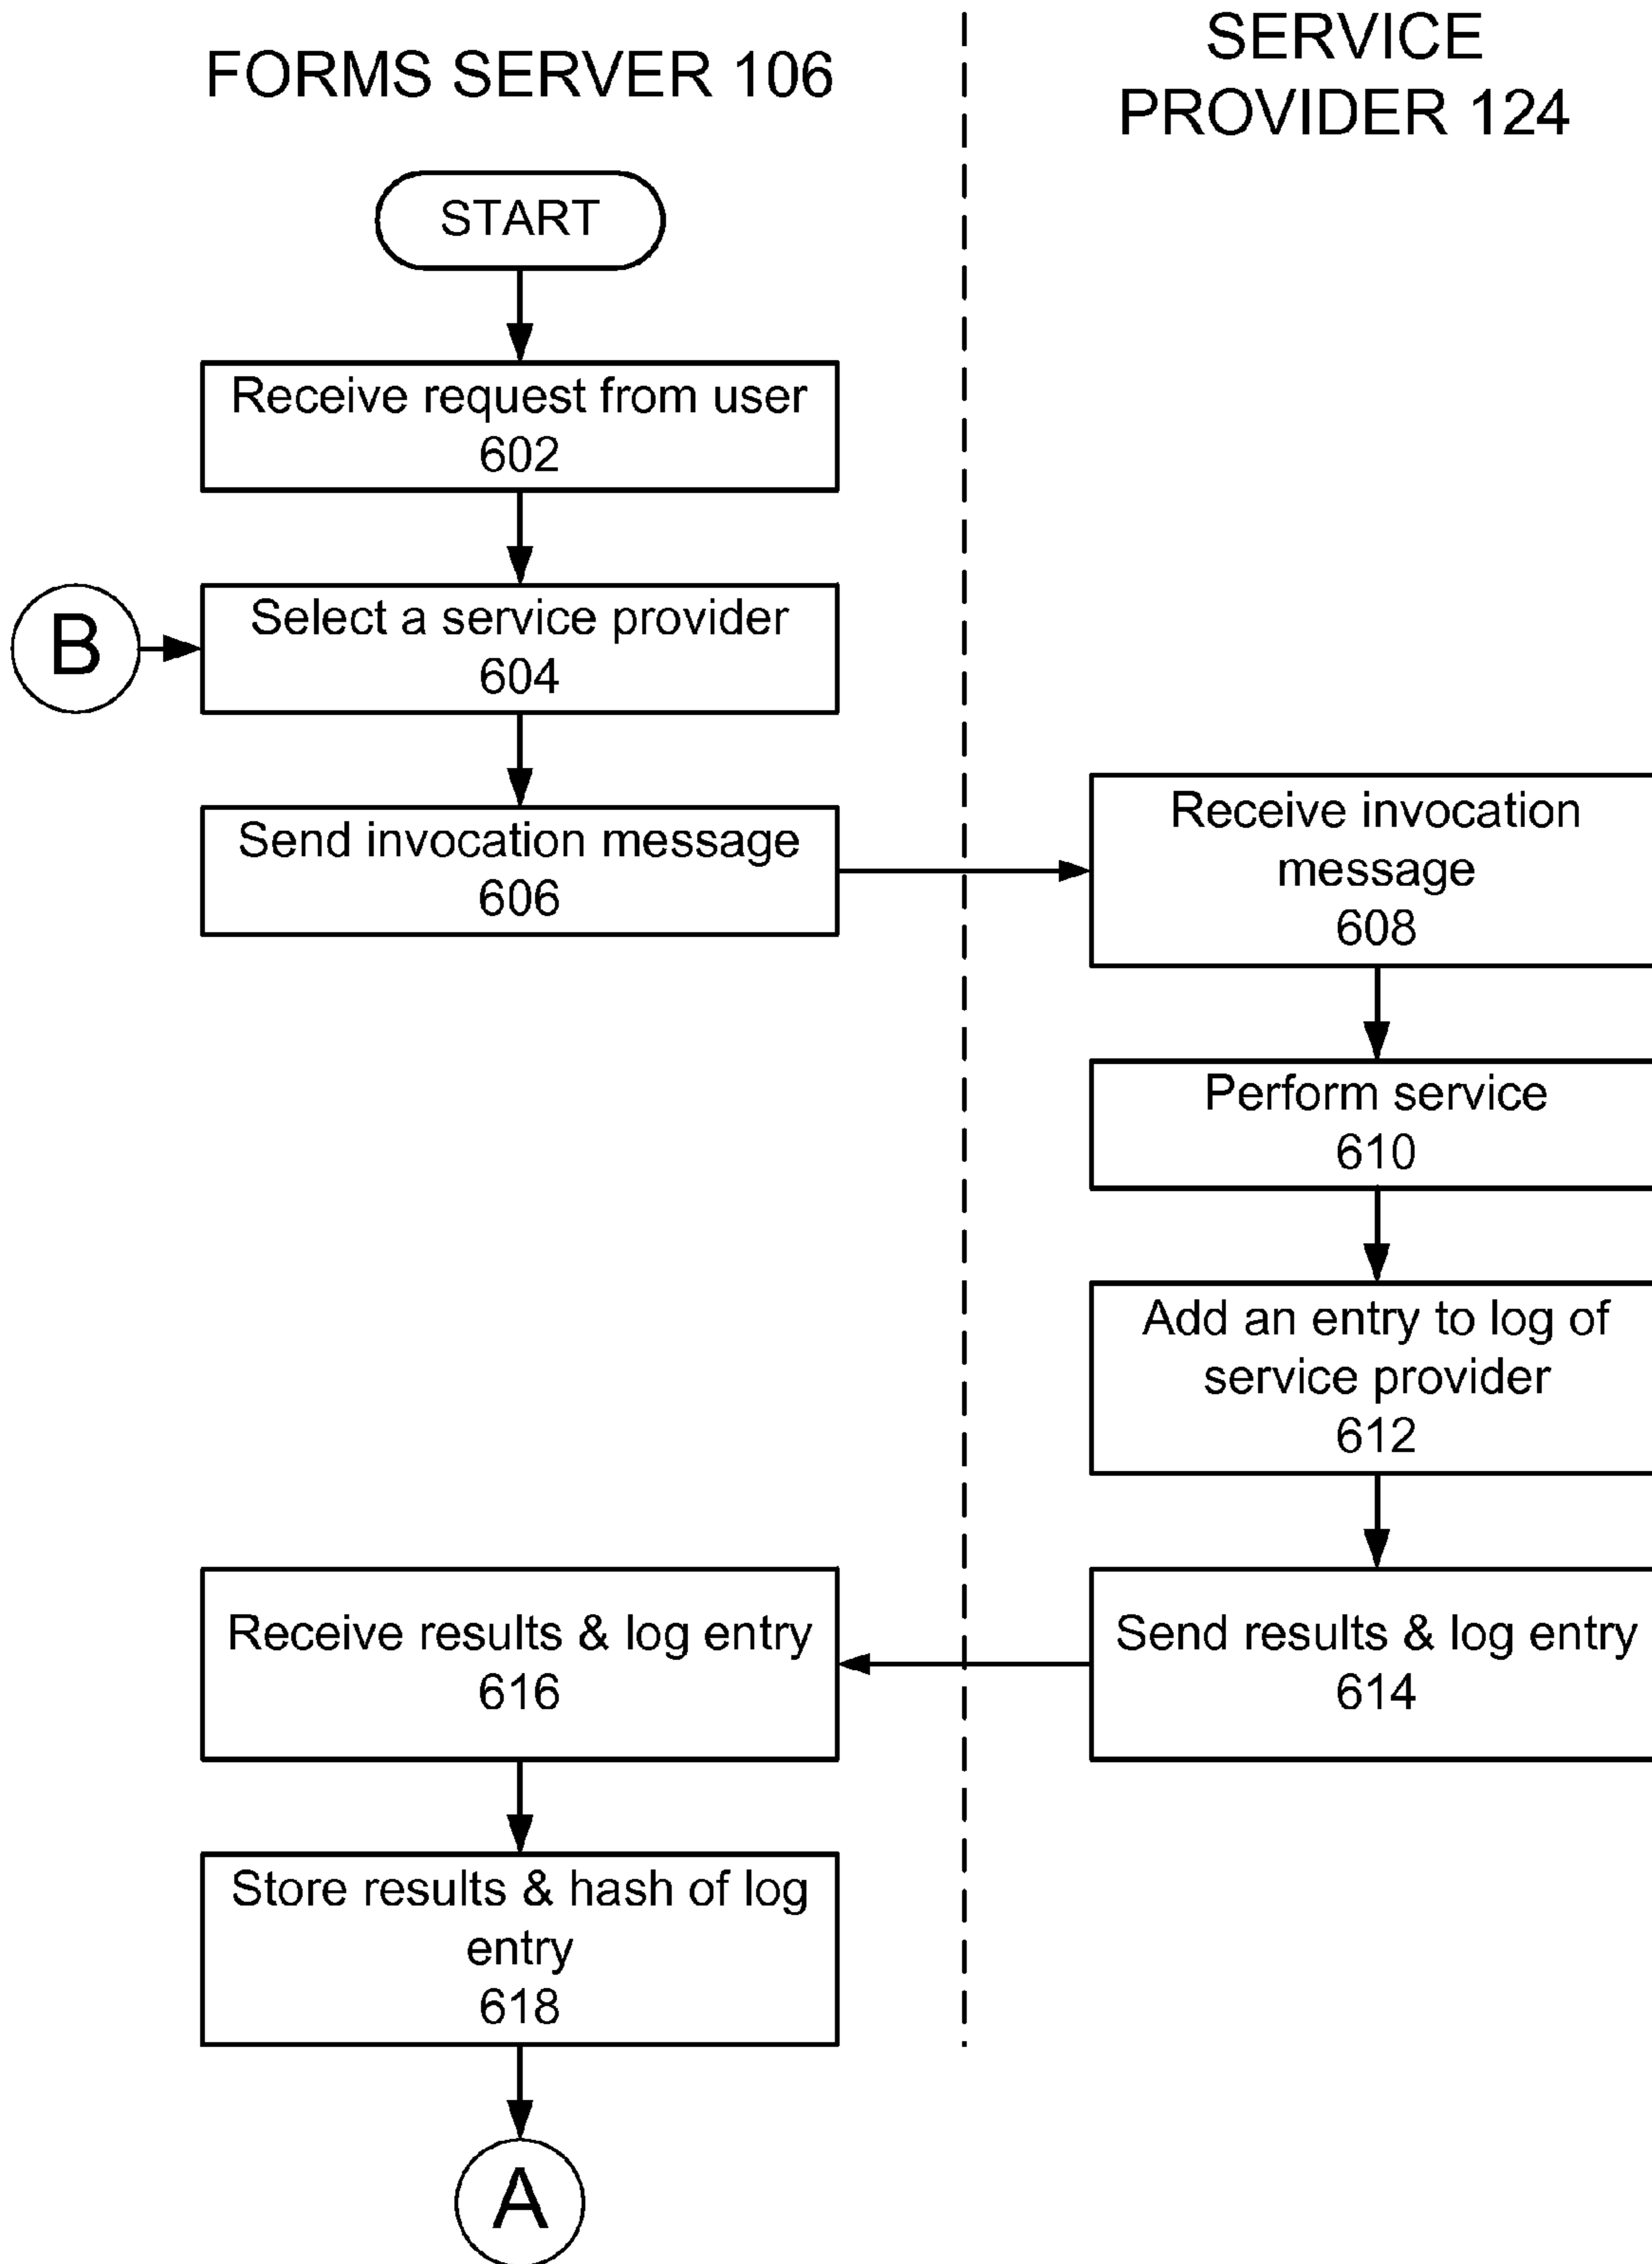 FORMS SERVER 106
SERVICE
PROVIDER 124
START
Receive request from user
602
B
Select a service provider
604
Send invocation message
606
Receive invocation
message
608
Perform service
610
Add an entry to log of
service provider
612
Send results & log entry
614
Receive results & log entry
616
Store results & hash of log
entry
618
A